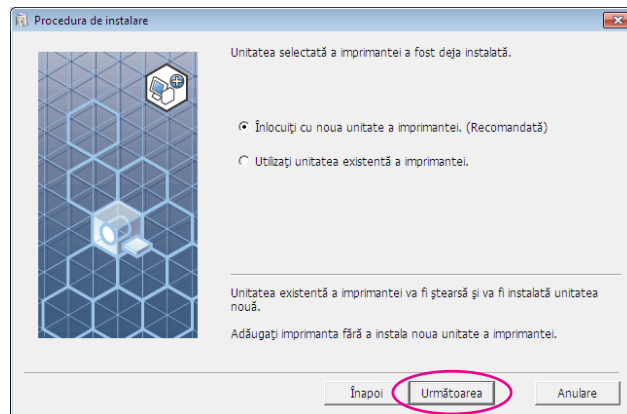 Procedura de instalare
Unitatea selectată a imprimantei a fost deja instalată.
Înlocuiţi cu noua unitate a imprimantei. (Recomandată)
Utilizaţi unitatea existentă a imprimantei.
Unitatea existentă a imprimantei va fi ştearsă şi va fi instalată unitatea
nouă.
Adăugaţi imprimanta fără a instala noua unitate a imprimantei.
Înapoi
Următoarea
Anulare